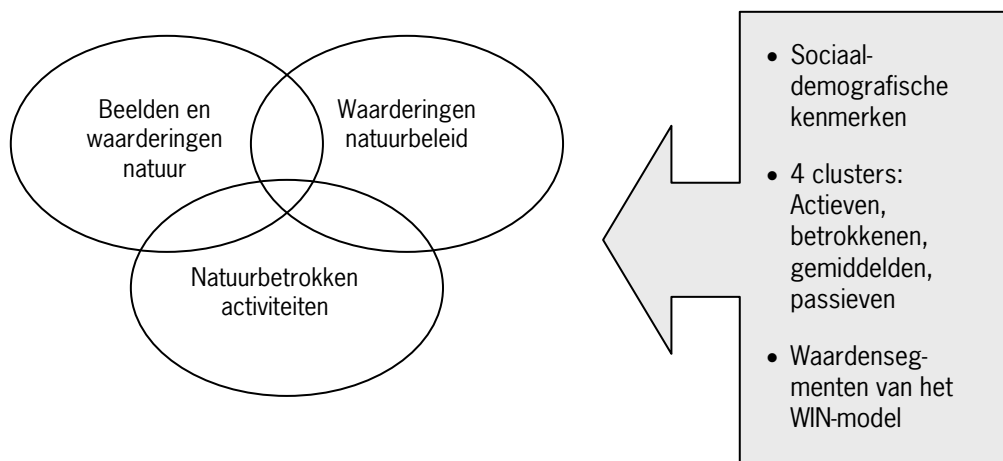 Beelden en
waarderingen
natuur
Waarderingen
natuurbeleid
Natuurbetrokken
activiteiten
• Sociaal-
demografische
kenmerken
• 4 clusters:
Actieven,
betrokkenen,
gemiddelden,
passieven
• Waardenseg-
menten van het
WIN-model